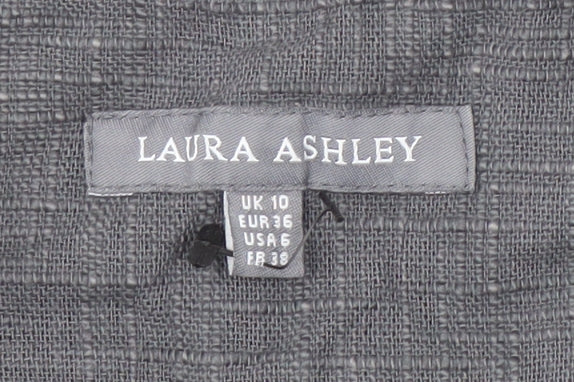 LAURA ASHLEY
UK 10
EUR 36
USA 6
FR 38